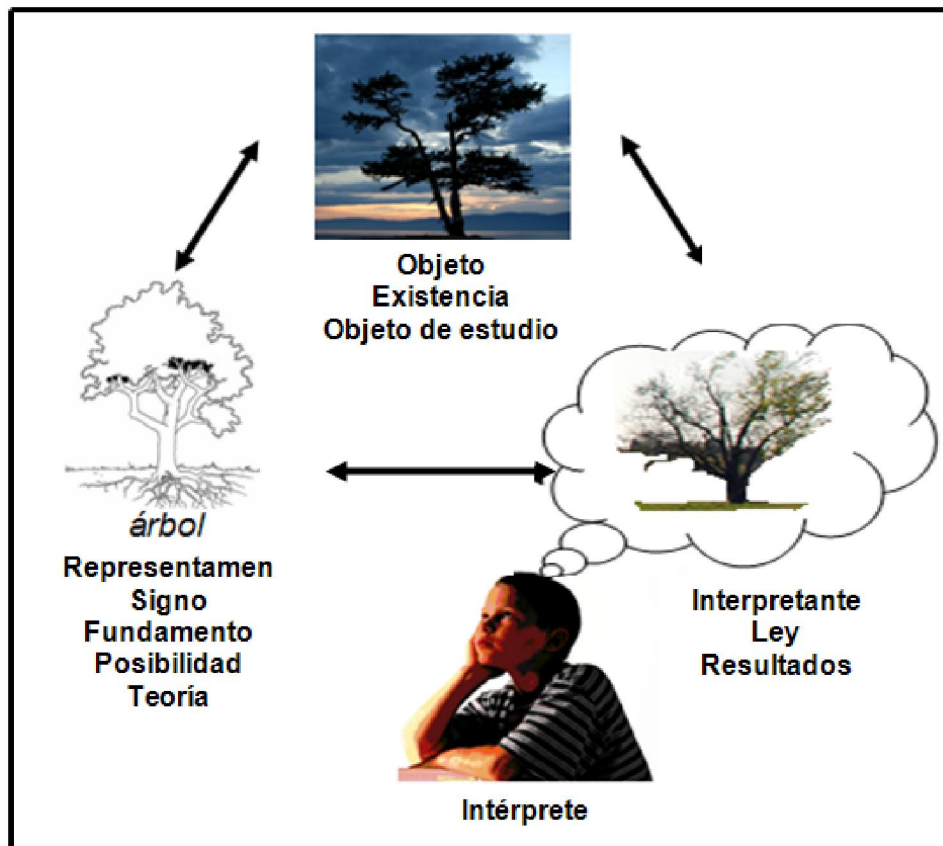 Objeto
Existencia
Objeto de estudio
árbol
Representamen
Signo
Fundamento
Posibilidad
Teoría
Interpretante
Ley
Resultados
Intérprete